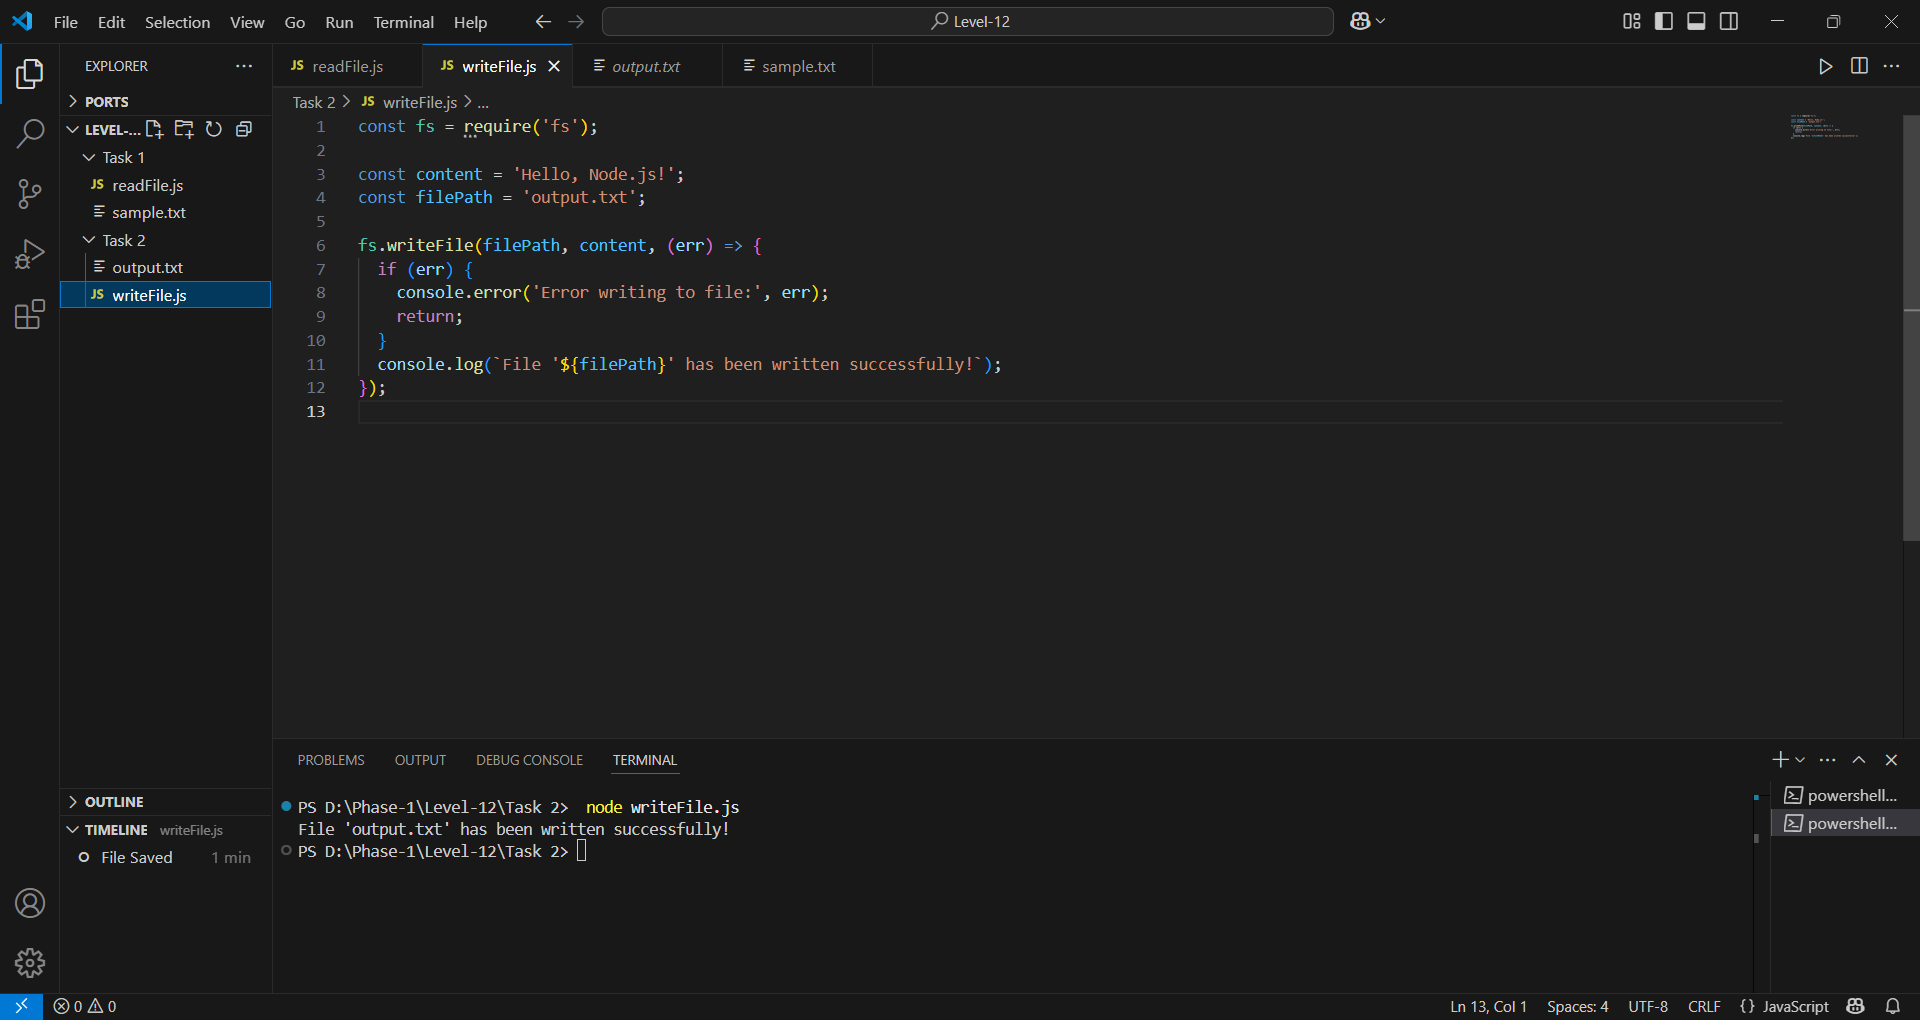 File Edit Selection View Go Run Terminal Help Level-12
EXPLORER
PORTS
LEVEL-...
Task 1
JS readFile.js
sample.txt
Task 2
output.txt
JS writeFile.js
OUTLINE
TIMELINE writeFile.js
File Saved 1 min
JS readFile.js JS writeFile.js output.txt sample.txt
Task 2 > JS writeFile.js > ...
1 const fs = require('fs');
2
3 const content = 'Hello, Node.js!';
4 const filePath = 'output.txt';
5
6 fs.writeFile(filePath, content, (err) => {
7 if (err) {
8 console.error('Error writing to file:', err);
9 return;
10 }
11 console.log(`File '${filePath}' has been written successfully!`);
12 });
13
PROBLEMS OUTPUT DEBUG CONSOLE TERMINAL
PS D:\Phase-1\Level-12\Task 2> node writeFile.js
File 'output.txt' has been written successfully!
PS D:\Phase-1\Level-12\Task 2>
powershell...
powershell...
0 0 Ln 13, Col 1 Spaces: 4 UTF-8 CRLF {} JavaScript